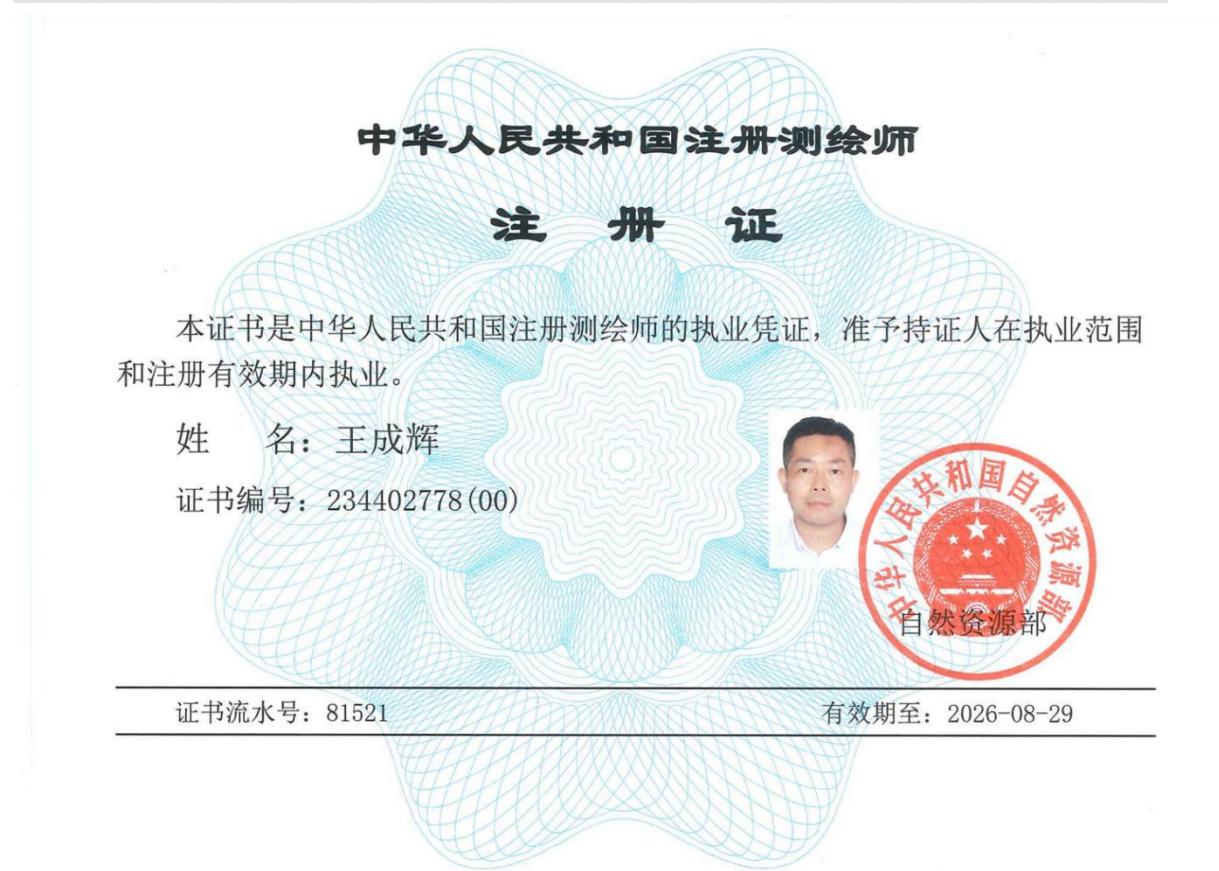 中华人民共和国注册测绘师
注 册 证
本证书是中华人民共和国注册测绘师的执业凭证，准予持证人在执业范围
和注册有效期内执业。
姓 名：王成辉
证书编号：234402778(00)
中华人民共和国自然资源部
自然资源部
证书流水号：81521
有效期至：2026-08-29